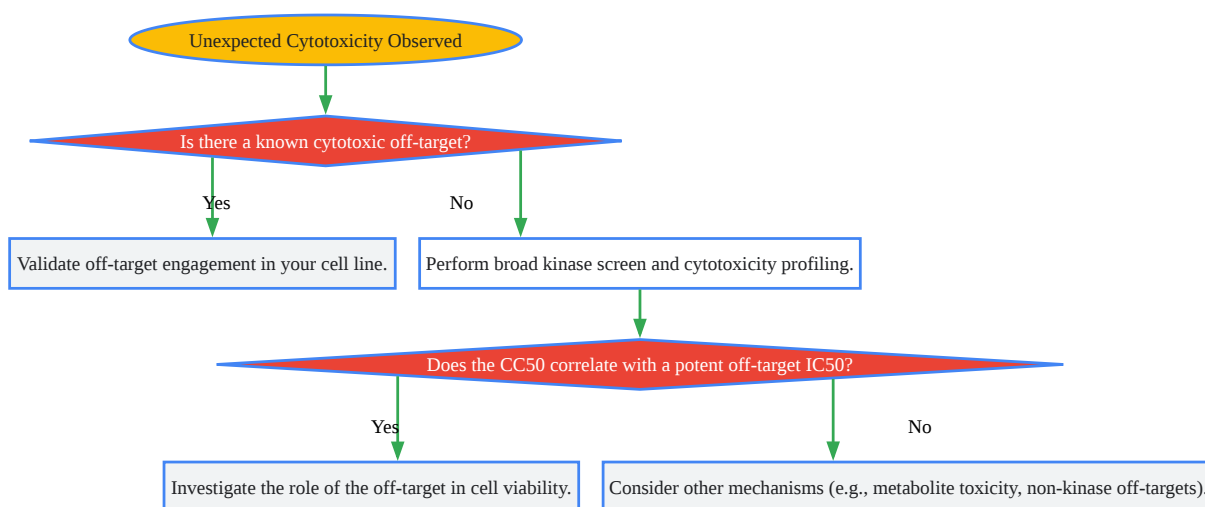 Unexpected Cytotoxicity Observed
Is there a known cytotoxic off-target?
Yes
No
Validate off-target engagement in your cell line.
Perform broad kinase screen and cytotoxicity profiling.
Does the CC50 correlate with a potent off-target IC50?
Yes
No
Investigate the role of the off-target in cell viability.
Consider other mechanisms (e.g., metabolite toxicity, non-kinase off-targets).